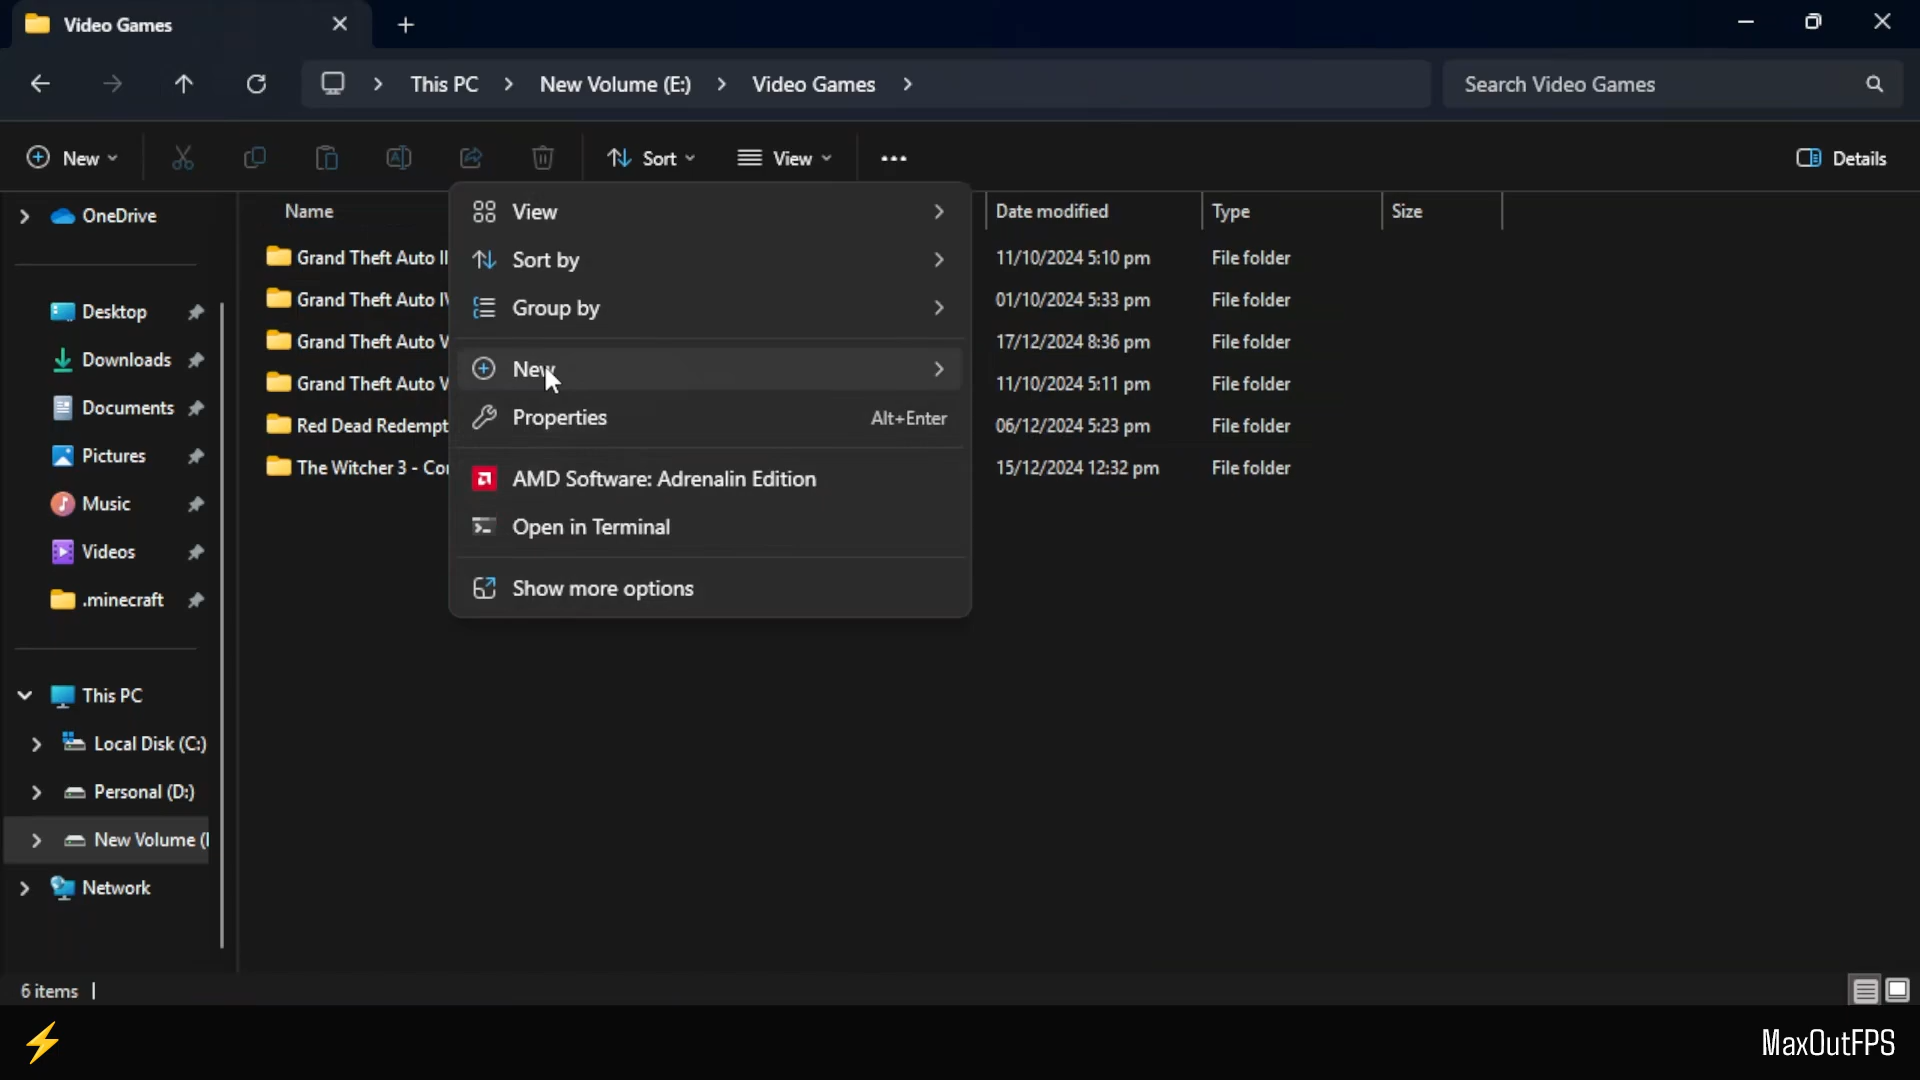 Video Games
This PC > New Volume (E:) > Video Games >
Search Video Games
New
Sort
View
Details
OneDrive
Desktop
Downloads
Documents
Pictures
Music
Videos
.minecraft
This PC
Local Disk (C:)
Personal (D:)
New Volume (
Network
Name
Date modified
Type
Size
Grand Theft Auto II
11/10/2024 5:10 pm
File folder
Grand Theft Auto IV
01/10/2024 5:33 pm
File folder
Grand Theft Auto V
17/12/2024 8:36 pm
File folder
Grand Theft Auto V
11/10/2024 5:11 pm
File folder
Red Dead Redempt
06/12/2024 5:23 pm
File folder
The Witcher 3 - Co
15/12/2024 12:32 pm
File folder
View
Sort by
Group by
New
Properties
Alt+Enter
AMD Software: Adrenalin Edition
Open in Terminal
Show more options
6 items
MaxOutFPS